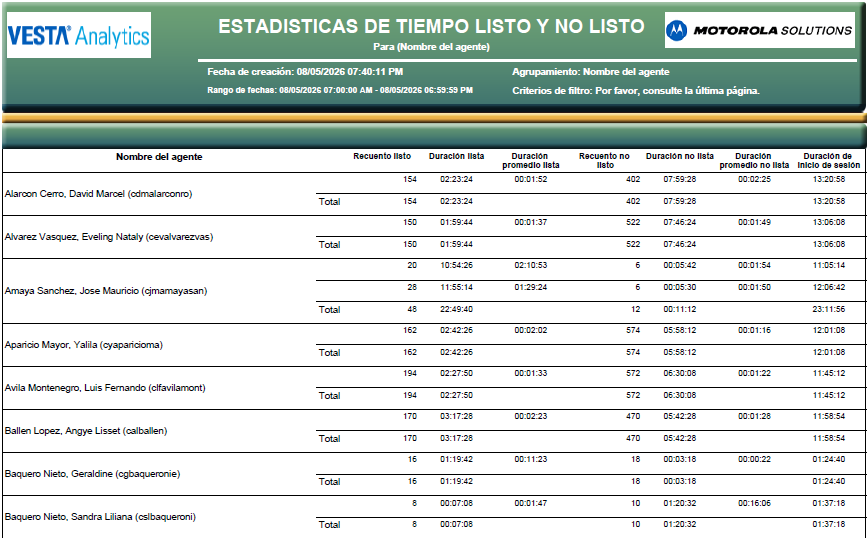 VESTA® Analytics
ESTADISTICAS DE TIEMPO LISTO Y NO LISTO
MOTOROLA SOLUTIONS
Para (Nombre del agente)
Fecha de creación: 08/05/2026 07:40:11 PM
Agrupamiento: Nombre del agente
Rango de fechas: 08/05/2026 07:00:00 AM - 08/05/2026 06:59:59 PM
Criterios de filtro: Por favor, consulte la última página.
Nombre del agente Recuento listo Duración lista Duración promedio lista Recuento no listo Duración no lista Duración promedio no lista Duración de inicio de sesión
Alarcon Cerro, David Marcel (cdmalarconro)
154 02:23:24 00:01:52 402 07:59:28 00:02:25 13:20:58
Total 154 02:23:24 402 07:59:28 13:20:58
Alvarez Vasquez, Eveling Nataly (cevalvarezvas)
150 01:59:44 00:01:37 522 07:46:24 00:01:49 13:06:08
Total 150 01:59:44 522 07:46:24 13:06:08
Amaya Sanchez, Jose Mauricio (cjmamayasan)
20 10:54:26 02:10:53 6 00:05:42 00:01:54 11:05:14
28 11:55:14 01:29:24 6 00:05:30 00:01:50 12:06:42
Total 48 22:49:40 12 00:11:12 23:11:56
Aparicio Mayor, Yalila (cyaparicioma)
162 02:42:26 00:02:02 574 05:58:12 00:01:16 12:01:08
Total 162 02:42:26 574 05:58:12 12:01:08
Avila Montenegro, Luis Fernando (clfavilamont)
194 02:27:50 00:01:33 572 06:30:08 00:01:22 11:45:12
Total 194 02:27:50 572 06:30:08 11:45:12
Ballen Lopez, Angye Lisset (calballen)
170 03:17:28 00:02:23 470 05:42:28 00:01:28 11:58:54
Total 170 03:17:28 470 05:42:28 11:58:54
Baquero Nieto, Geraldine (cgbaqueronie)
16 01:19:42 00:11:23 18 00:03:18 00:00:22 01:24:40
Total 16 01:19:42 18 00:03:18 01:24:40
Baquero Nieto, Sandra Liliana (cslbaqueroni)
8 00:07:08 00:01:47 10 01:20:32 00:16:06 01:37:18
Total 8 00:07:08 10 01:20:32 01:37:18